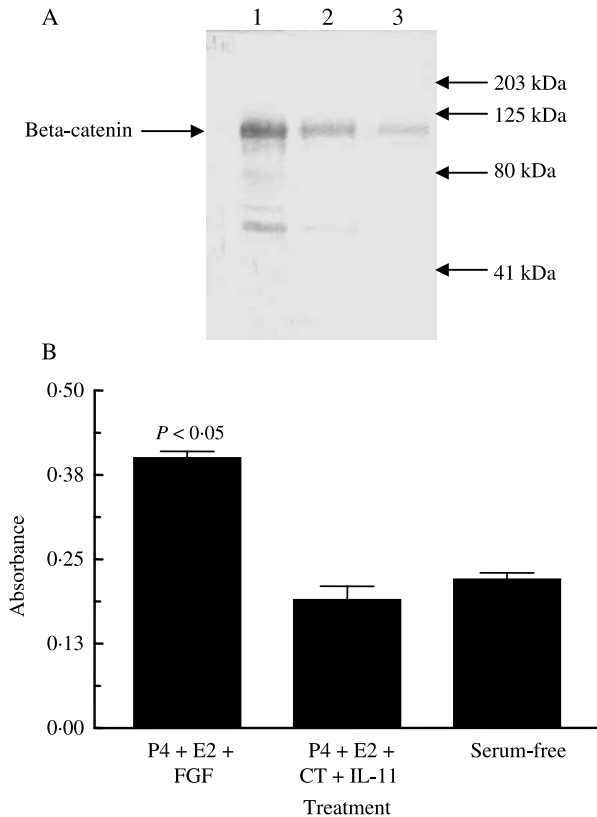 A
1 2 3
203 kDa
125 kDa
Beta-catenin
80 kDa
41 kDa
B
0·50
P < 0·05
0·38
0·25
0·13
0·00
Absorbance
P4 + E2 + FGF
P4 + E2 + CT + IL-11
Serum-free
Treatment